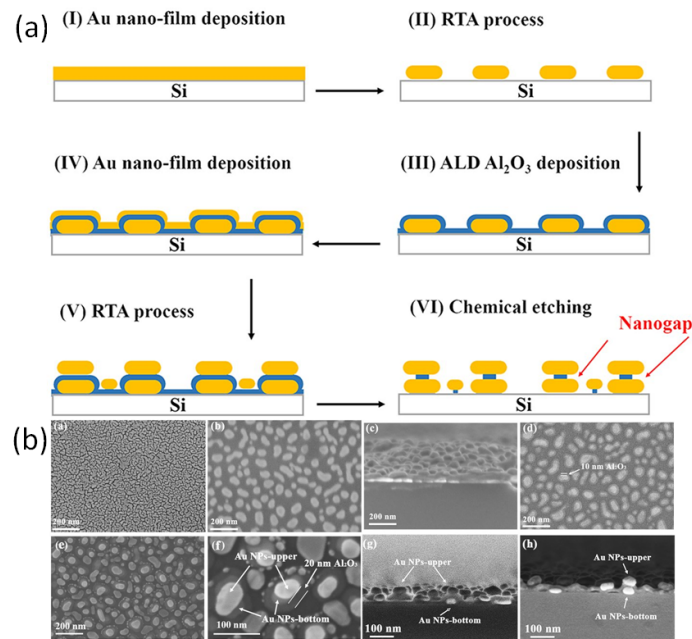 (a)
(I) Au nano-film deposition
(II) RTA process
Si
Si
(IV) Au nano-film deposition
(III) ALD Al₂O₃ deposition
Si
Si
(V) RTA process
(VI) Chemical etching
Nanogap
Si
Si
(b)
(a)
200 nm
(b)
200 nm
(c)
200 nm
(d)
10 nm Al₂O₃
200 nm
(e)
200 nm
(f)
Au NPs-upper
20 nm Al₂O₃
Au NPs-bottom
100 nm
(g)
Au NPs-upper
Au NPs-bottom
100 nm
(h)
Au NPs-upper
Au NPs-bottom
100 nm